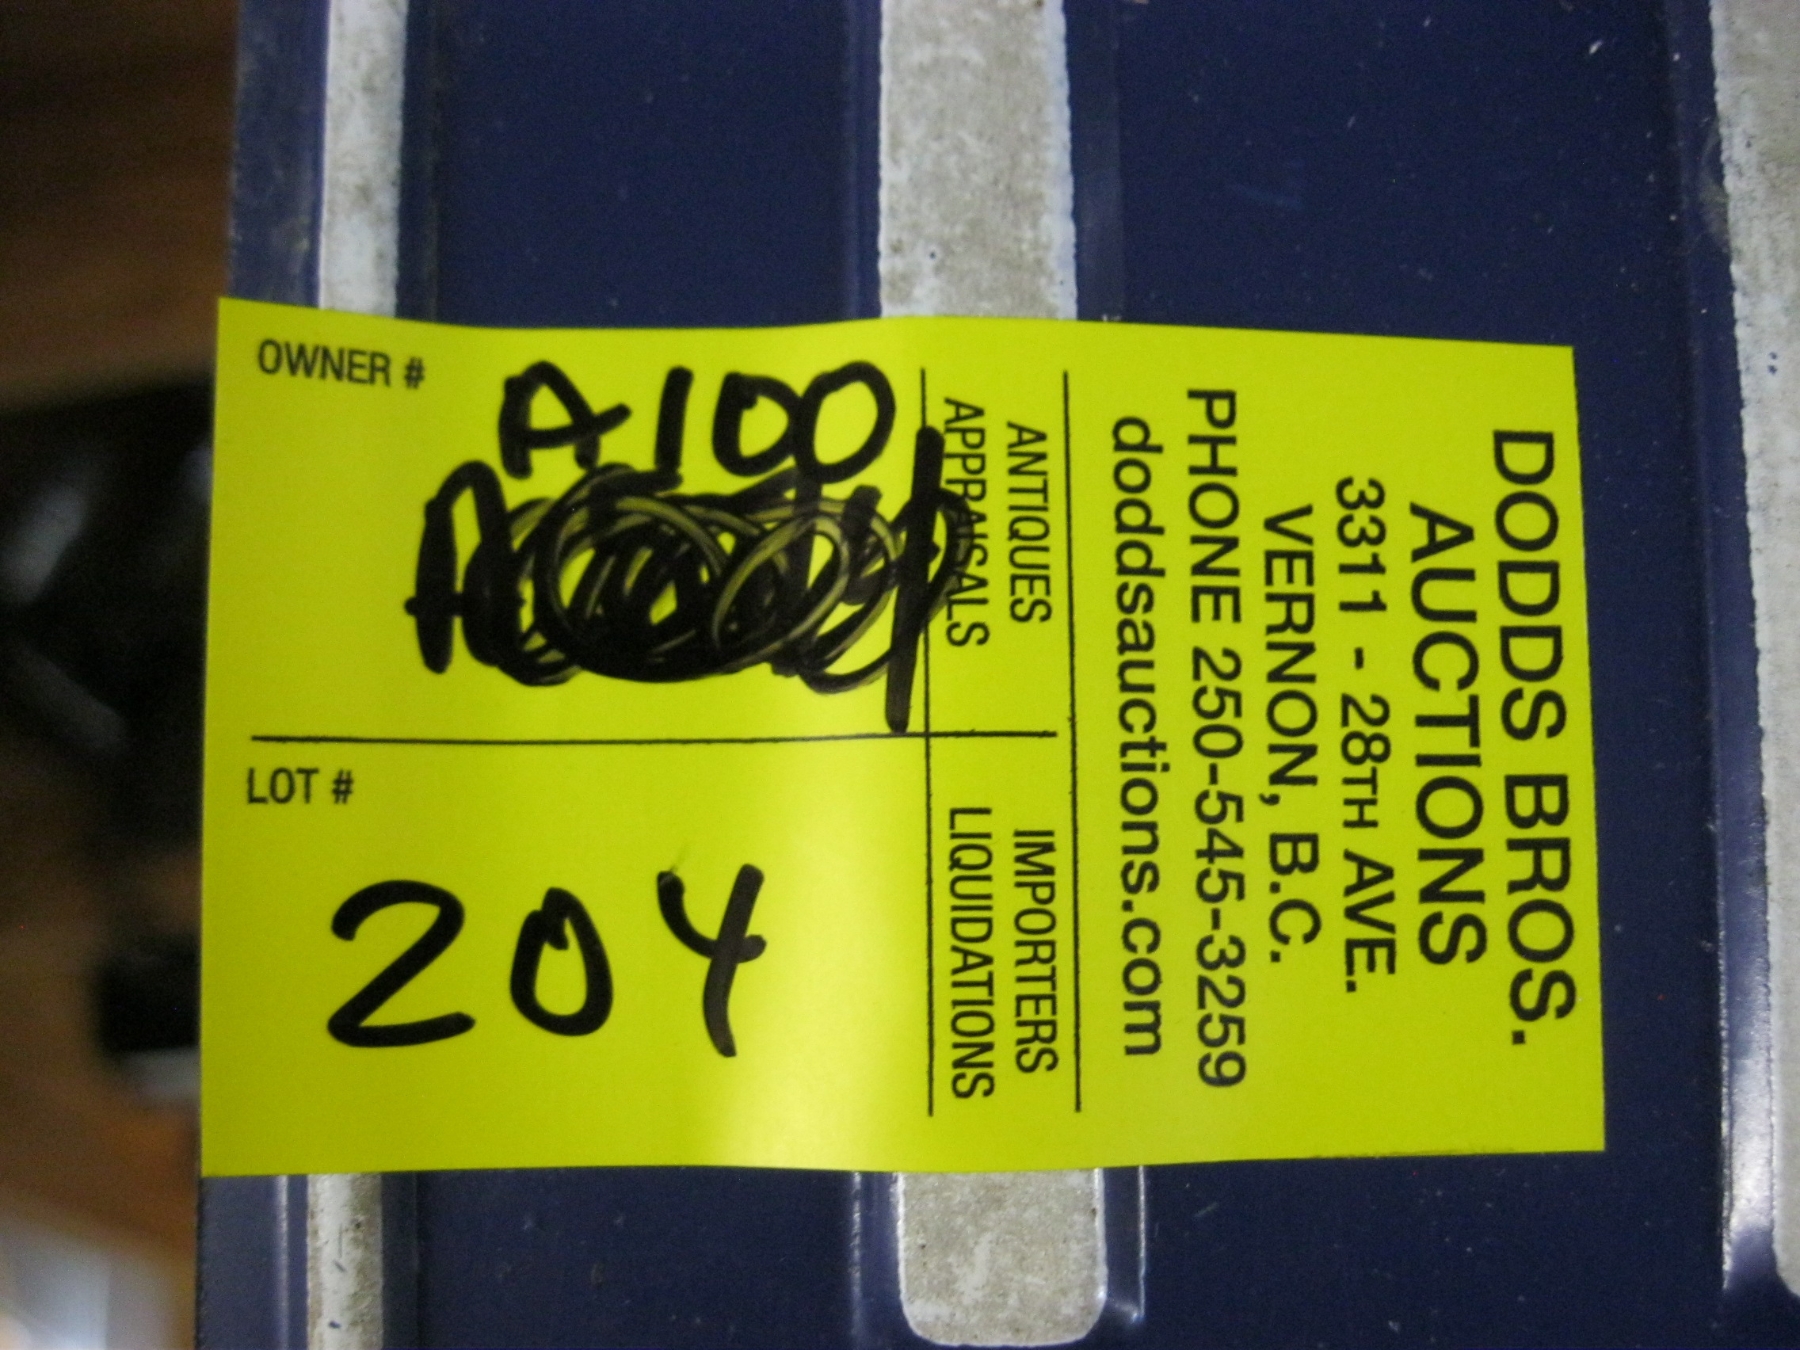 DODDS BROS.
AUCTIONS
3311 - 28TH AVE.
VERNON, B.C.
PHONE 250-545-3259
doddsauctions.com
ANTIQUES
APPRAISALS
IMPORTERS
LIQUIDATIONS
OWNER #
A100
LOT #
204